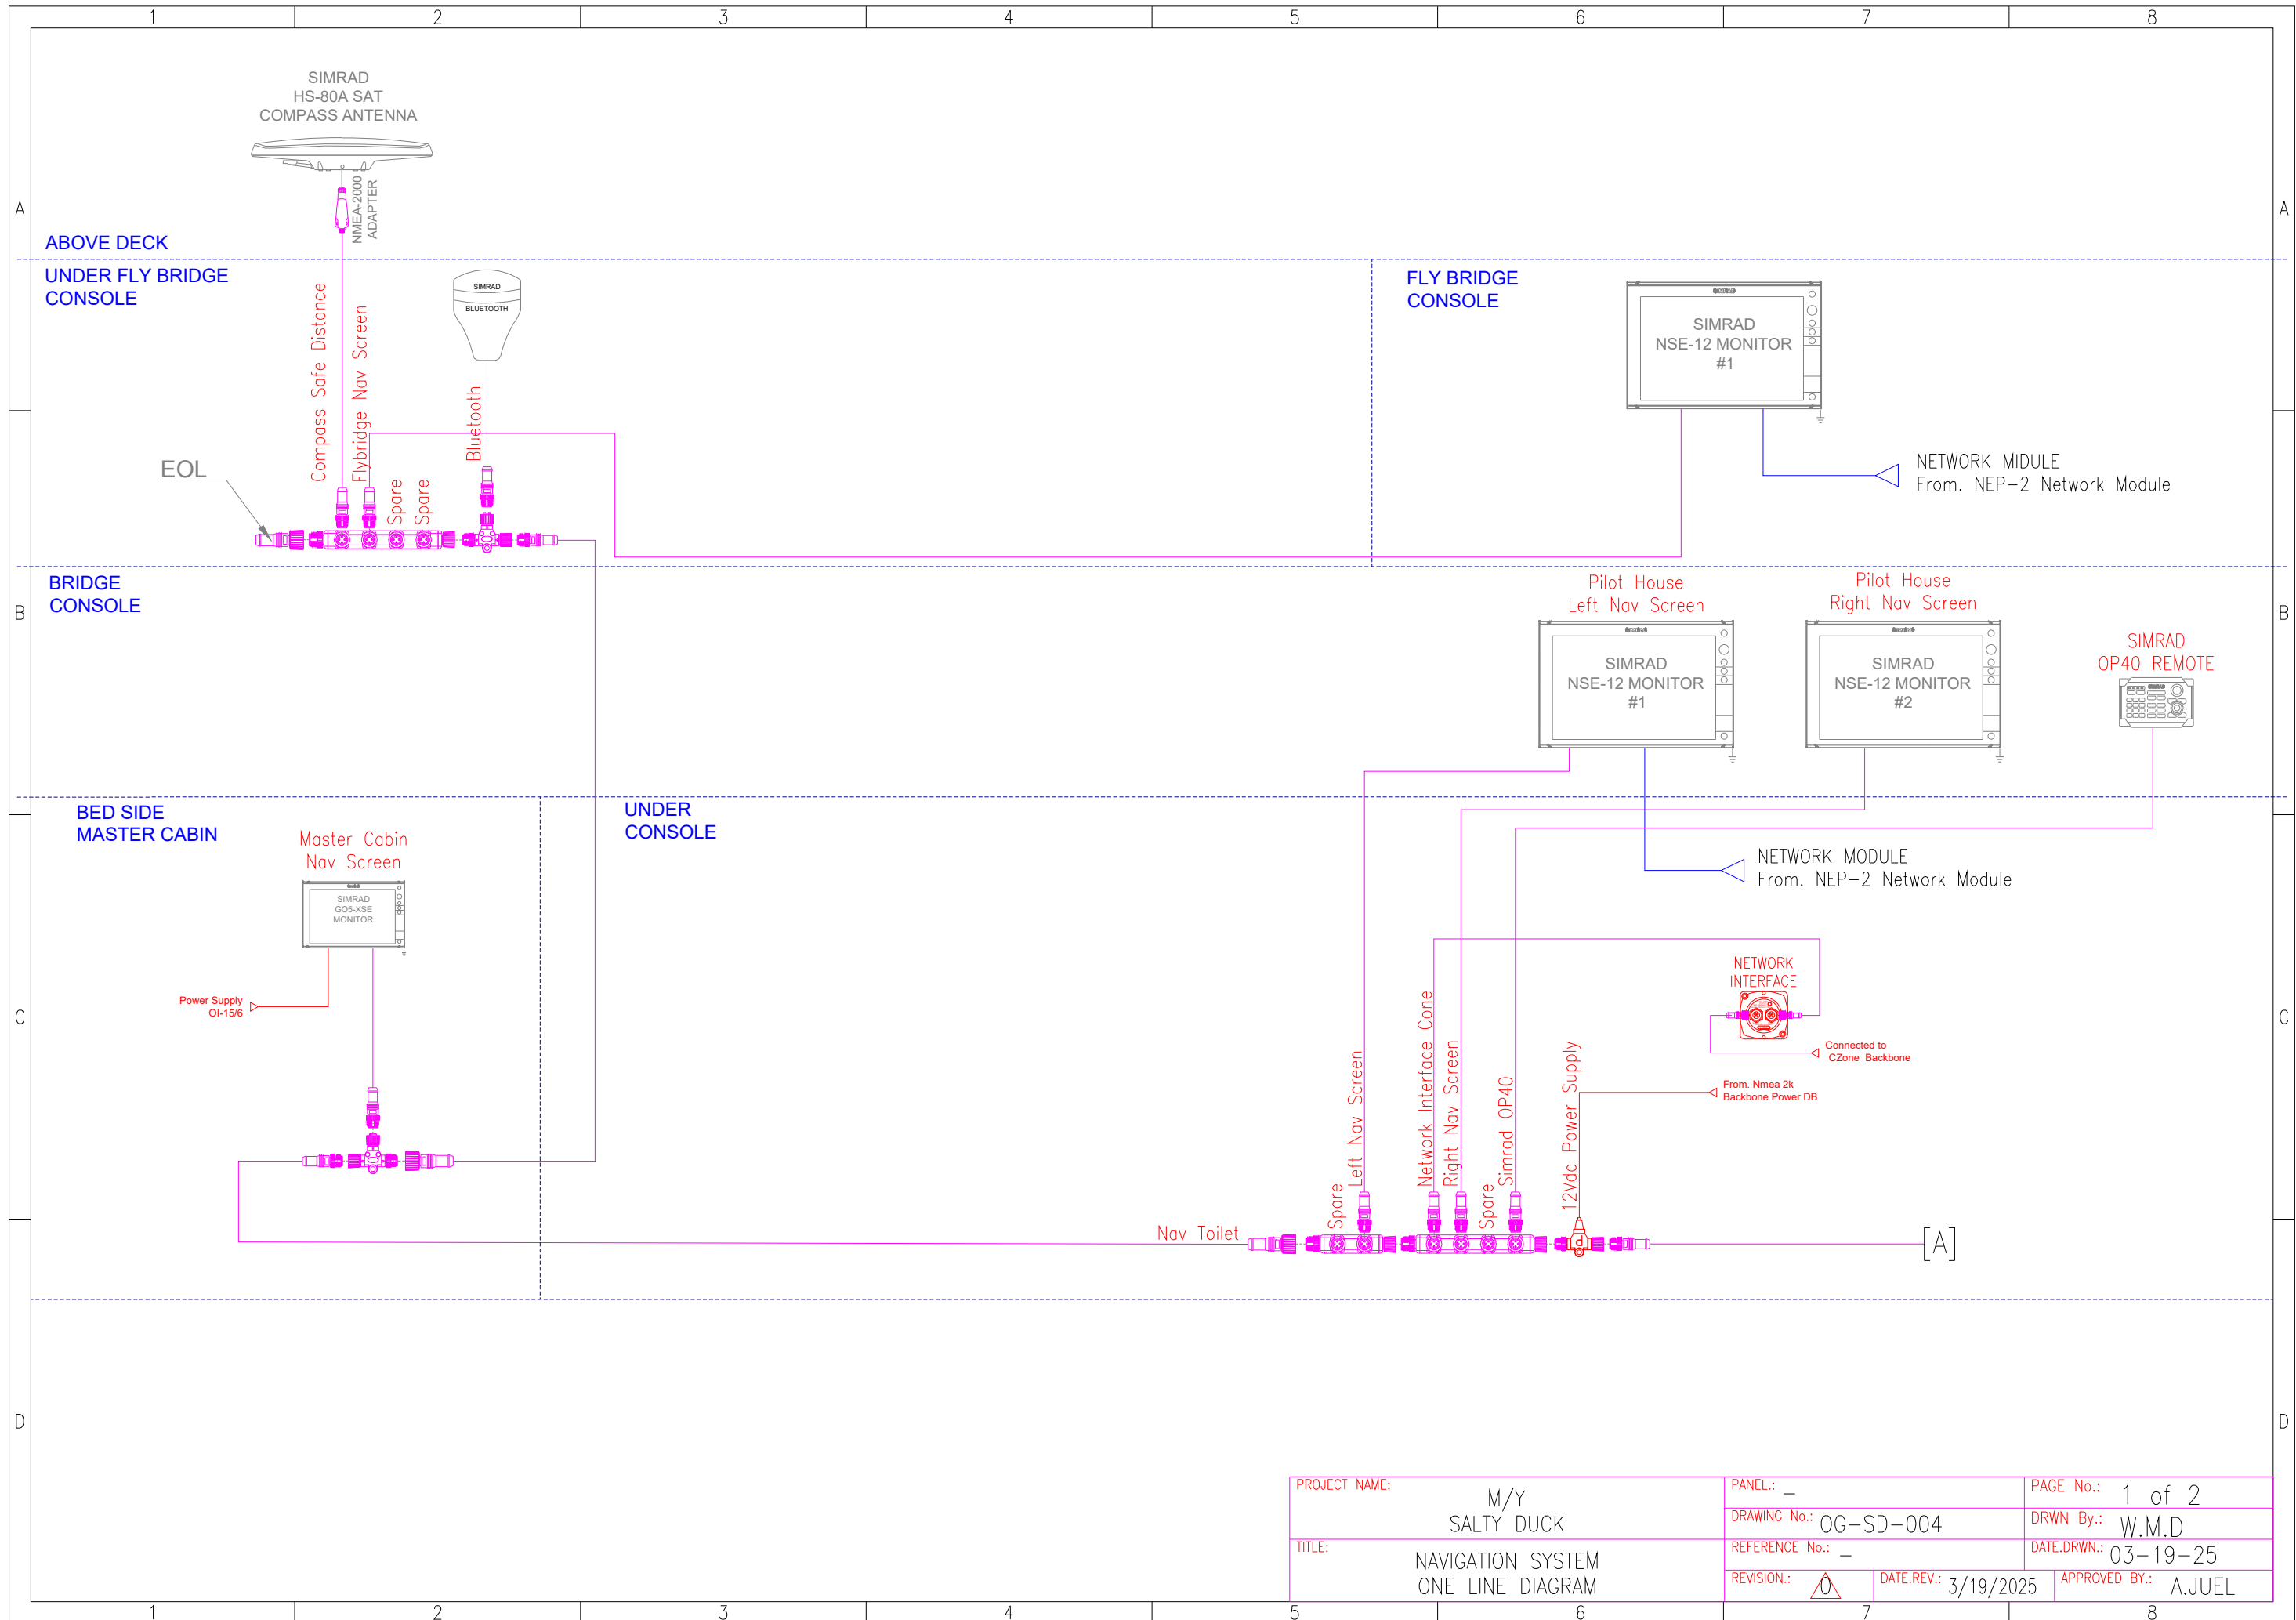 1 2 3 4 5 6 7 8
SIMRAD
HS-80A SAT
COMPASS ANTENNA
NMEA-2000
ADAPTER
A
A
ABOVE DECK
UNDER FLY BRIDGE
CONSOLE
Compass Safe Distance
Flybridge Nav Screen
Spare
Spare
SIMRAD
BLUETOOTH
Bluetooth
EOL
FLY BRIDGE
CONSOLE
SIMRAD
NSE-12 MONITOR
#1
NETWORK MIDULE
From. NEP-2 Network Module
BRIDGE
CONSOLE
B
B
Pilot House
Left Nav Screen
SIMRAD
NSE-12 MONITOR
#1
Pilot House
Right Nav Screen
SIMRAD
NSE-12 MONITOR
#2
SIMRAD
OP40 REMOTE
BED SIDE
MASTER CABIN
Master Cabin
Nav Screen
SIMRAD
GO5-XSE
MONITOR
Power Supply
OI-15/6
UNDER
CONSOLE
NETWORK MODULE
From. NEP-2 Network Module
C
C
NETWORK
INTERFACE
Connected to
CZone Backbone
From. Nmea 2k
Backbone Power DB
Spare
Left Nav Screen
Network Interface Cone
Right Nav Screen
Spare
Simrad OP40
12Vdc Power Supply
Nav Toilet
[A]
D
D
PROJECT NAME:
M/Y
SALTY DUCK
TITLE:
NAVIGATION SYSTEM
ONE LINE DIAGRAM
PANEL.: –
DRAWING No.: OG-SD-004
REFERENCE No.: –
REVISION.: 0
DATE.REV.: 3/19/2025
PAGE No.: 1 of 2
DRWN By.: W.M.D
DATE.DRWN.: 03-19-25
APPROVED BY.: A.JUEL
1 2 3 4 5 6 7 8